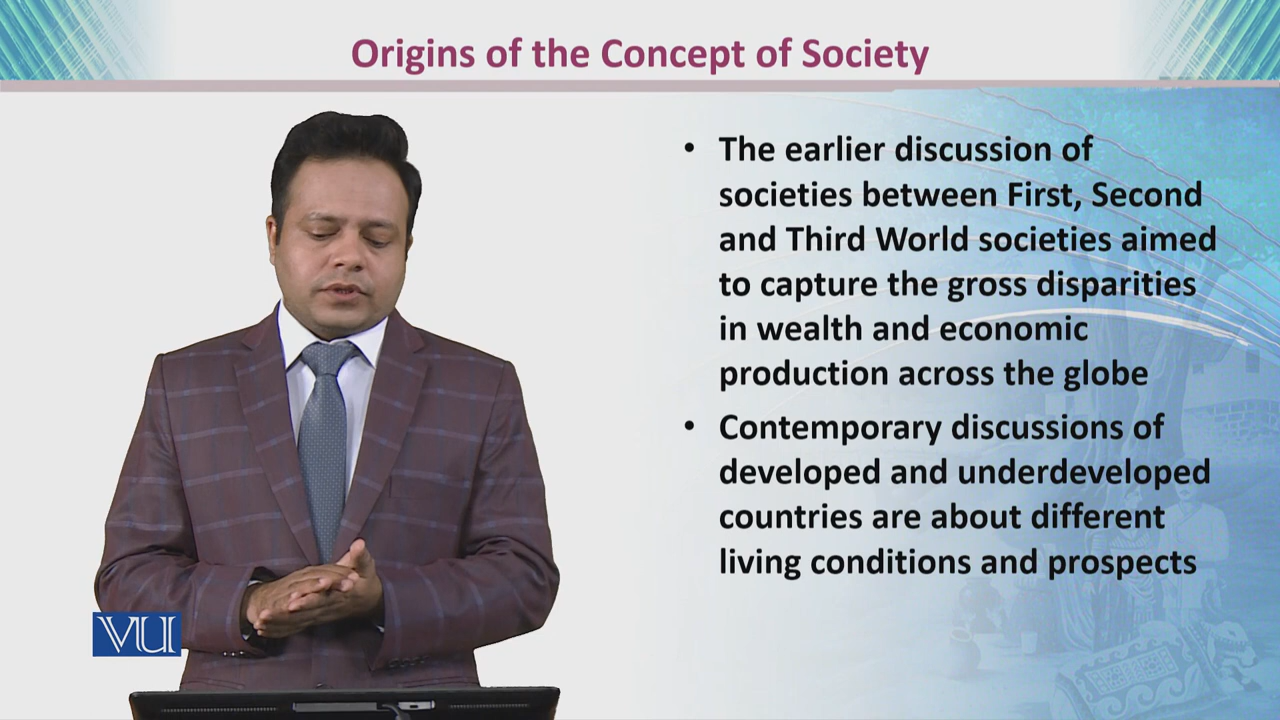 Origins of the Concept of Society
• The earlier discussion of
societies between First, Second
and Third World societies aimed
to capture the gross disparities
in wealth and economic
production across the globe
• Contemporary discussions of
developed and underdeveloped
countries are about different
living conditions and prospects
VU